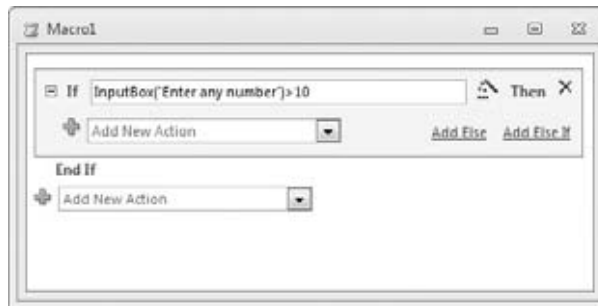 Macro1
If InputBox("Enter any number")>10 Then
Add New Action Add Else Add Else If
End If
Add New Action